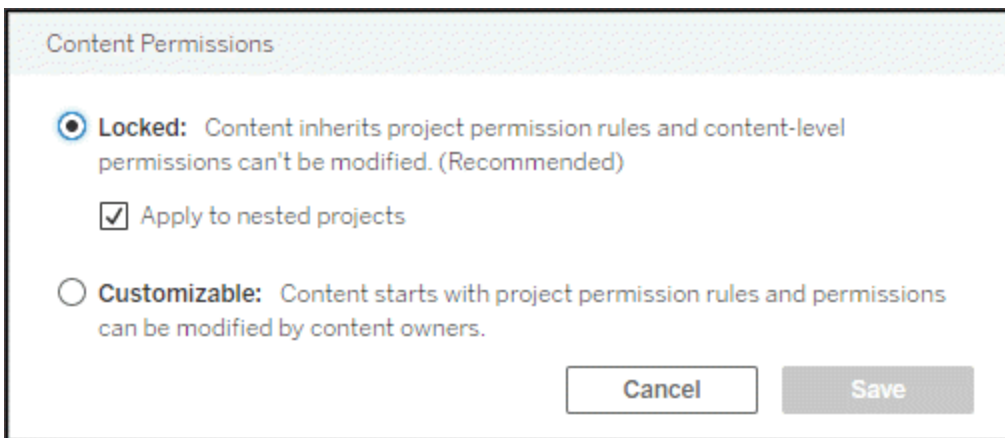 Content Permissions
Locked: Content inherits project permission rules and content-level
permissions can't be modified. (Recommended)
Apply to nested projects
Customizable: Content starts with project permission rules and permissions
can be modified by content owners.
Cancel Save